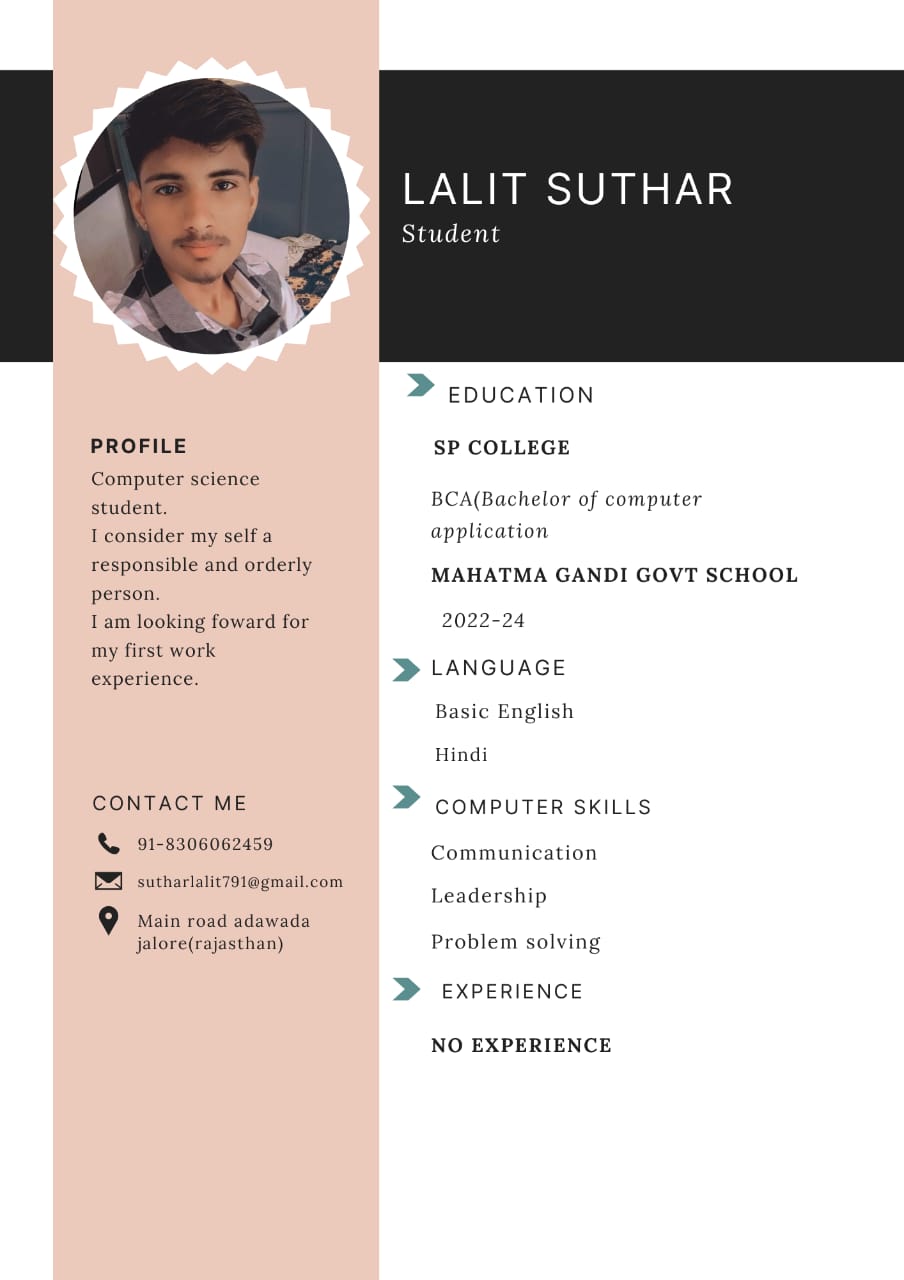 LALIT SUTHAR
Student
PROFILE
Computer science
student.
I consider my self a
responsible and orderly
person.
I am looking foward for
my first work
experience.
CONTACT ME
91-8306062459
sutharlalit791@gmail.com
Main road adawada
jalore(rajasthan)
EDUCATION
SP COLLEGE
BCA(Bachelor of computer
application
MAHATMA GANDI GOVT SCHOOL
2022-24
LANGUAGE
Basic English
Hindi
COMPUTER SKILLS
Communication
Leadership
Problem solving
EXPERIENCE
NO EXPERIENCE